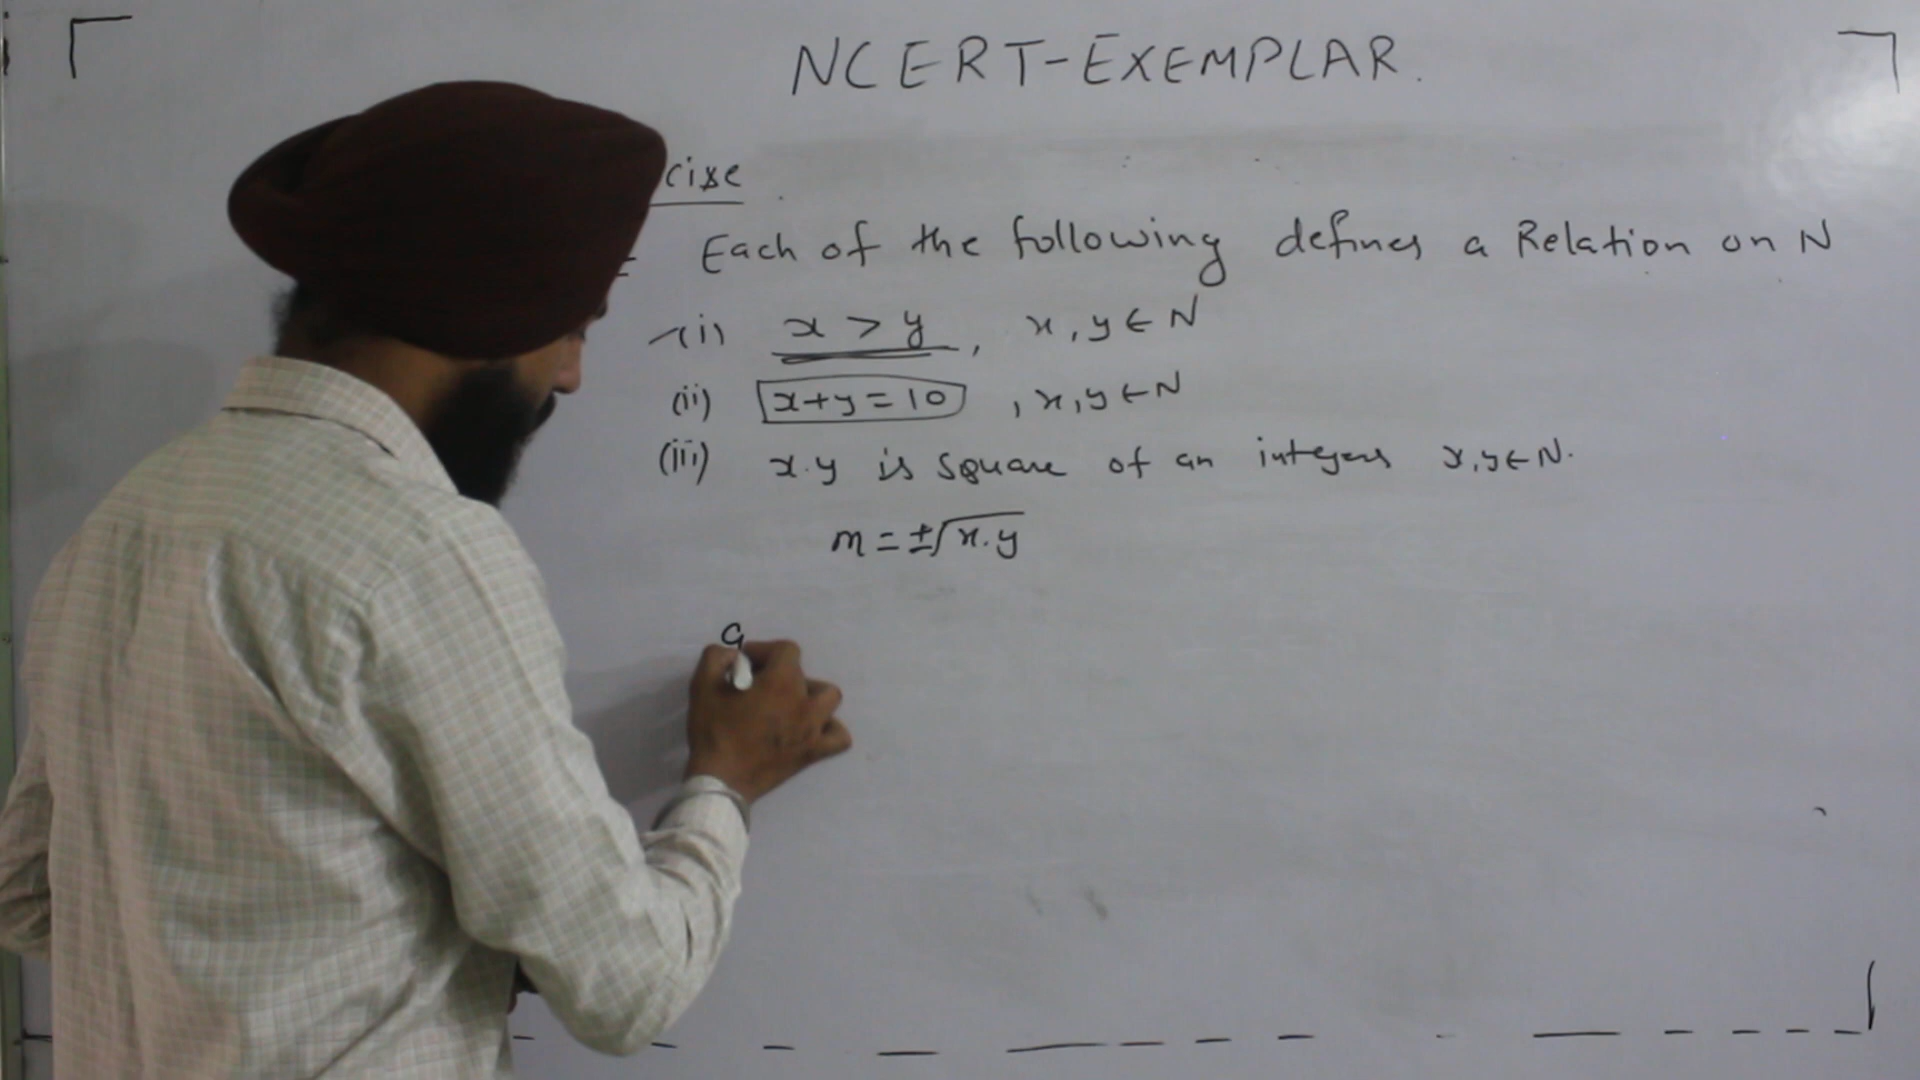 NCERT-EXEMPLAR.
cise
Each of the following defines a Relation on N
(i) x > y , x, y ∈ N
(ii) x+y=10 , x, y ∈ N
(iii) x.y is square of an integers x, y ∈ N.
m = ±√x.y